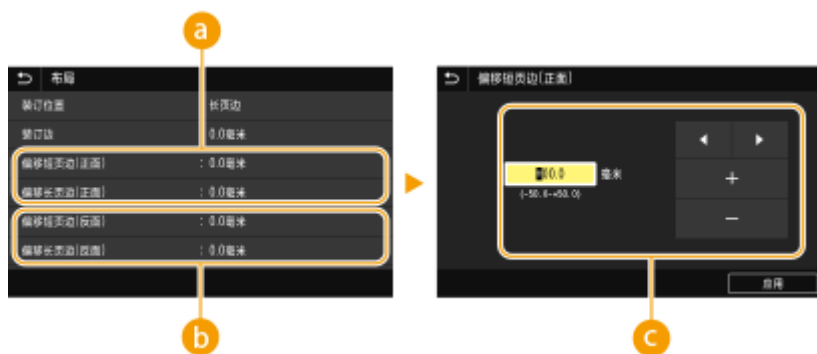 a
布局
装订位置 长页边
装订边 0.0毫米
偏移短页边(正面) : 0.0毫米
偏移长页边(正面) : 0.0毫米
偏移短页边(反面) : 0.0毫米
偏移长页边(反面) : 0.0毫米
b
偏移短页边(正面)
00.0 毫米
(-50.0-+50.0)
+
−
启用
c